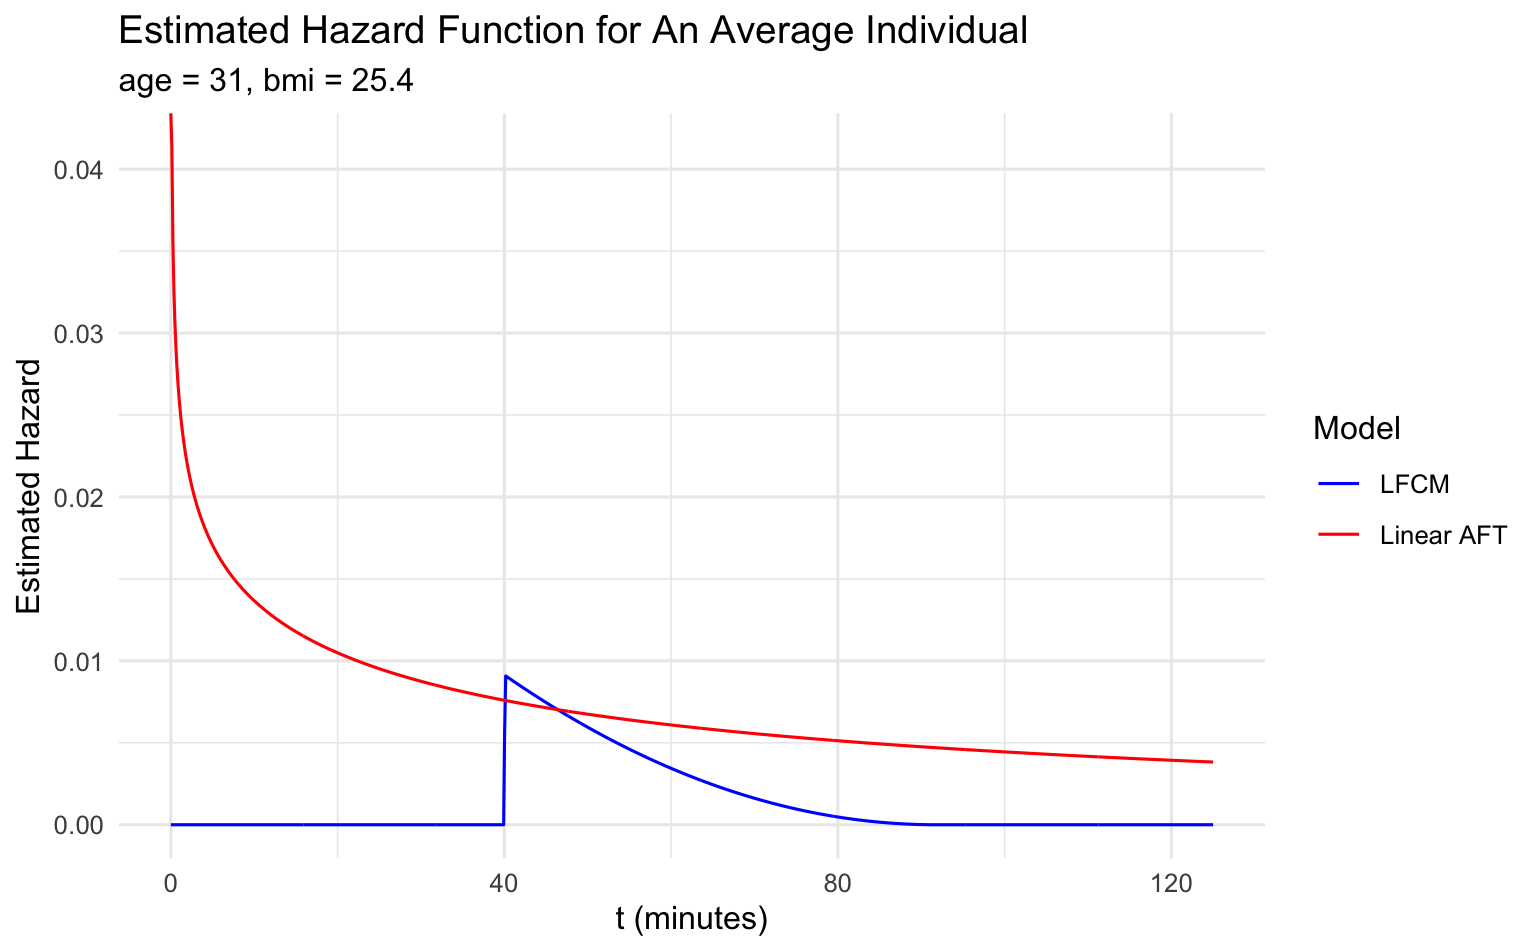 Estimated Hazard Function for An Average Individual
age = 31, bmi = 25.4
Estimated Hazard
0.04
0.03
0.02
0.01
0.00
0
40
80
120
t (minutes)
Model
LFCM
Linear AFT